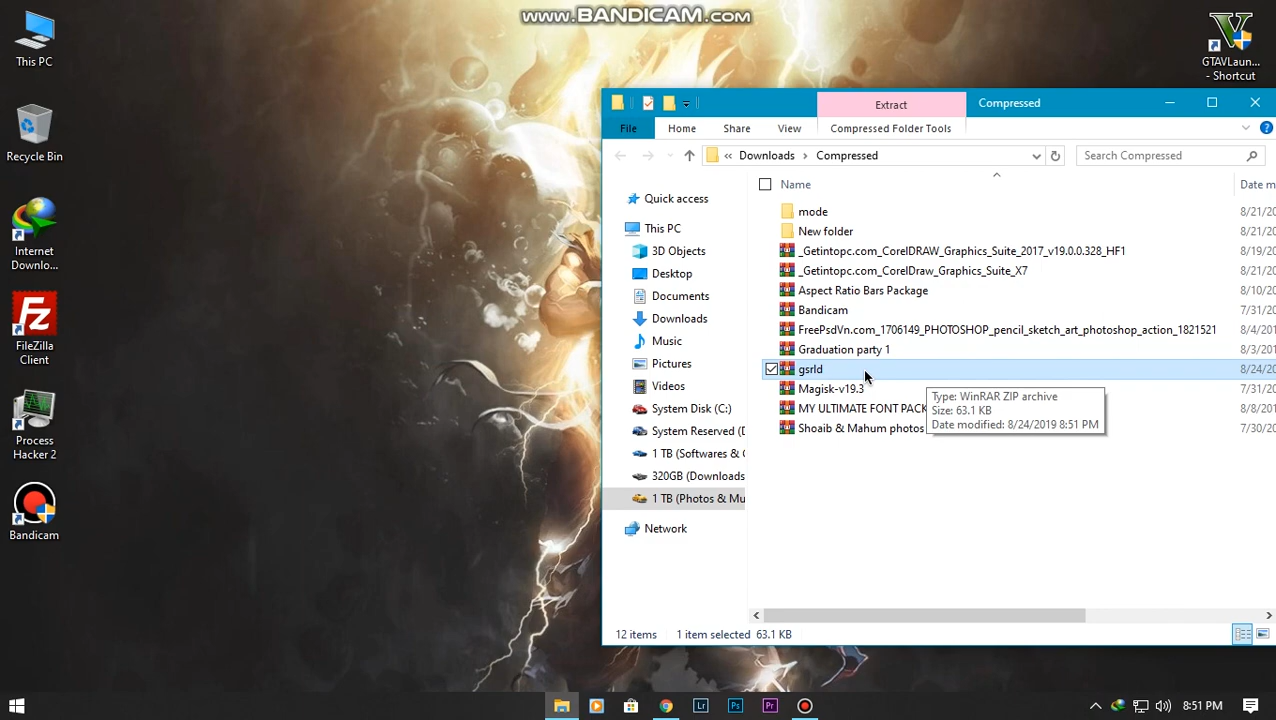 www.BANDICAM.com
This PC
Recycle Bin
Internet
Downlo...
FileZilla
Client
Process
Hacker 2
Bandicam
GTAVLaun...
- Shortcut
Extract
Compressed
File
Home
Share
View
Compressed Folder Tools
« Downloads > Compressed
Search Compressed
Quick access
This PC
3D Objects
Desktop
Documents
Downloads
Music
Pictures
Videos
System Disk (C:)
System Reserved (D
1 TB (Softwares & G
320GB (Downloads
1 TB (Photos & Mu
Network
Name
Date m
mode
8/21/20
New folder
8/21/20
_Getintopc.com_CorelDRAW_Graphics_Suite_2017_v19.0.0.328_HF1
8/19/20
_Getintopc.com_CorelDraw_Graphics_Suite_X7
8/21/20
Aspect Ratio Bars Package
8/10/20
Bandicam
7/31/20
FreePsdVn.com_1706149_PHOTOSHOP_pencil_sketch_art_photoshop_action_1821521
8/4/201
Graduation party 1
8/3/201
gsrld
8/24/20
Magisk-v19.3
7/31/20
MY ULTIMATE FONT PACK
8/8/201
Shoaib & Mahum photos
7/30/20
Type: WinRAR ZIP archive
Size: 63.1 KB
Date modified: 8/24/2019 8:51 PM
12 items
1 item selected 63.1 KB
Lr
Ps
Pr
8:51 PM